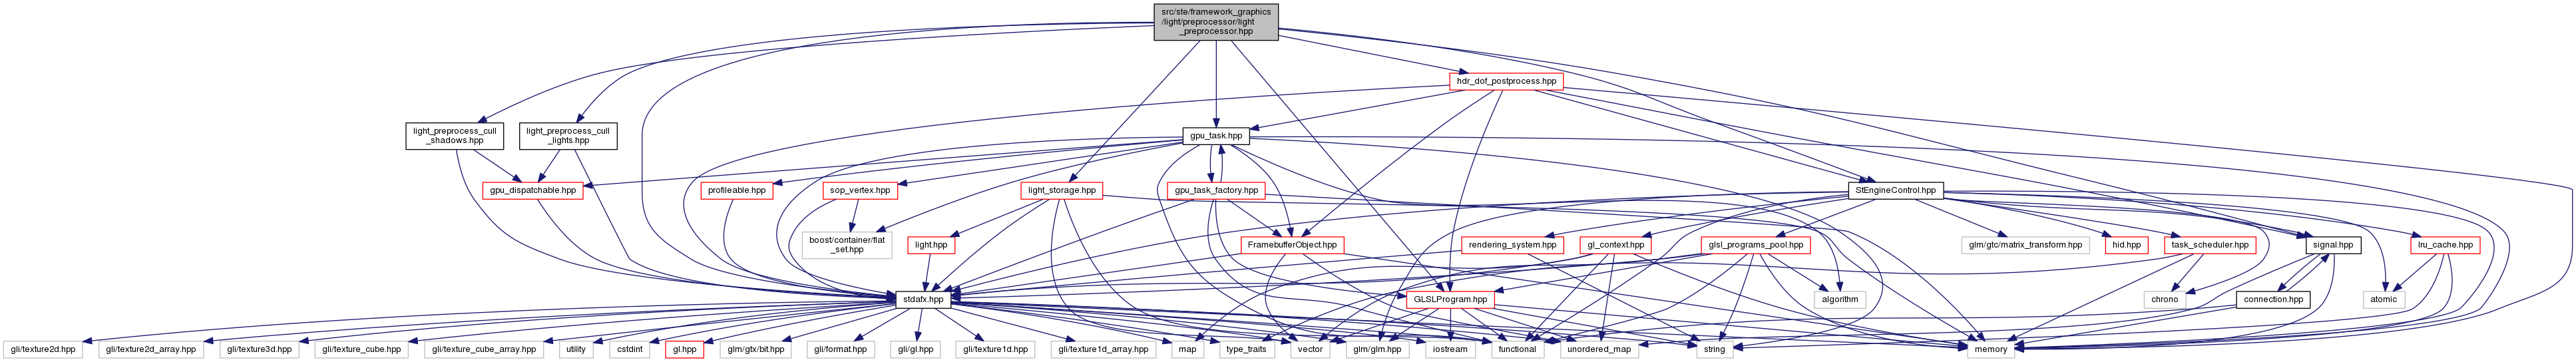 src/ste/framework_graphics
/light/preprocessor/light
_preprocessor.hpp
hdr_dof_postprocess.hpp
light_preprocess_cull
_shadows.hpp
light_preprocess_cull
_lights.hpp
gpu_task.hpp
gpu_dispatchable.hpp
profileable.hpp
sop_vertex.hpp
light_storage.hpp
gpu_task_factory.hpp
StEngineControl.hpp
boost/container/flat
_set.hpp
light.hpp
FramebufferObject.hpp
rendering_system.hpp
gl_context.hpp
glsl_programs_pool.hpp
glm/gtc/matrix_transform.hpp
hid.hpp
task_scheduler.hpp
signal.hpp
lru_cache.hpp
stdafx.hpp
GLSLProgram.hpp
algorithm
chrono
connection.hpp
atomic
gli/texture2d.hpp
gli/texture2d_array.hpp
gli/texture3d.hpp
gli/texture_cube.hpp
gli/texture_cube_array.hpp
utility
cstdint
gl.hpp
glm/gtx/bit.hpp
gli/format.hpp
gli/gl.hpp
gli/texture1d.hpp
gli/texture1d_array.hpp
map
type_traits
vector
glm/glm.hpp
iostream
functional
unordered_map
string
memory